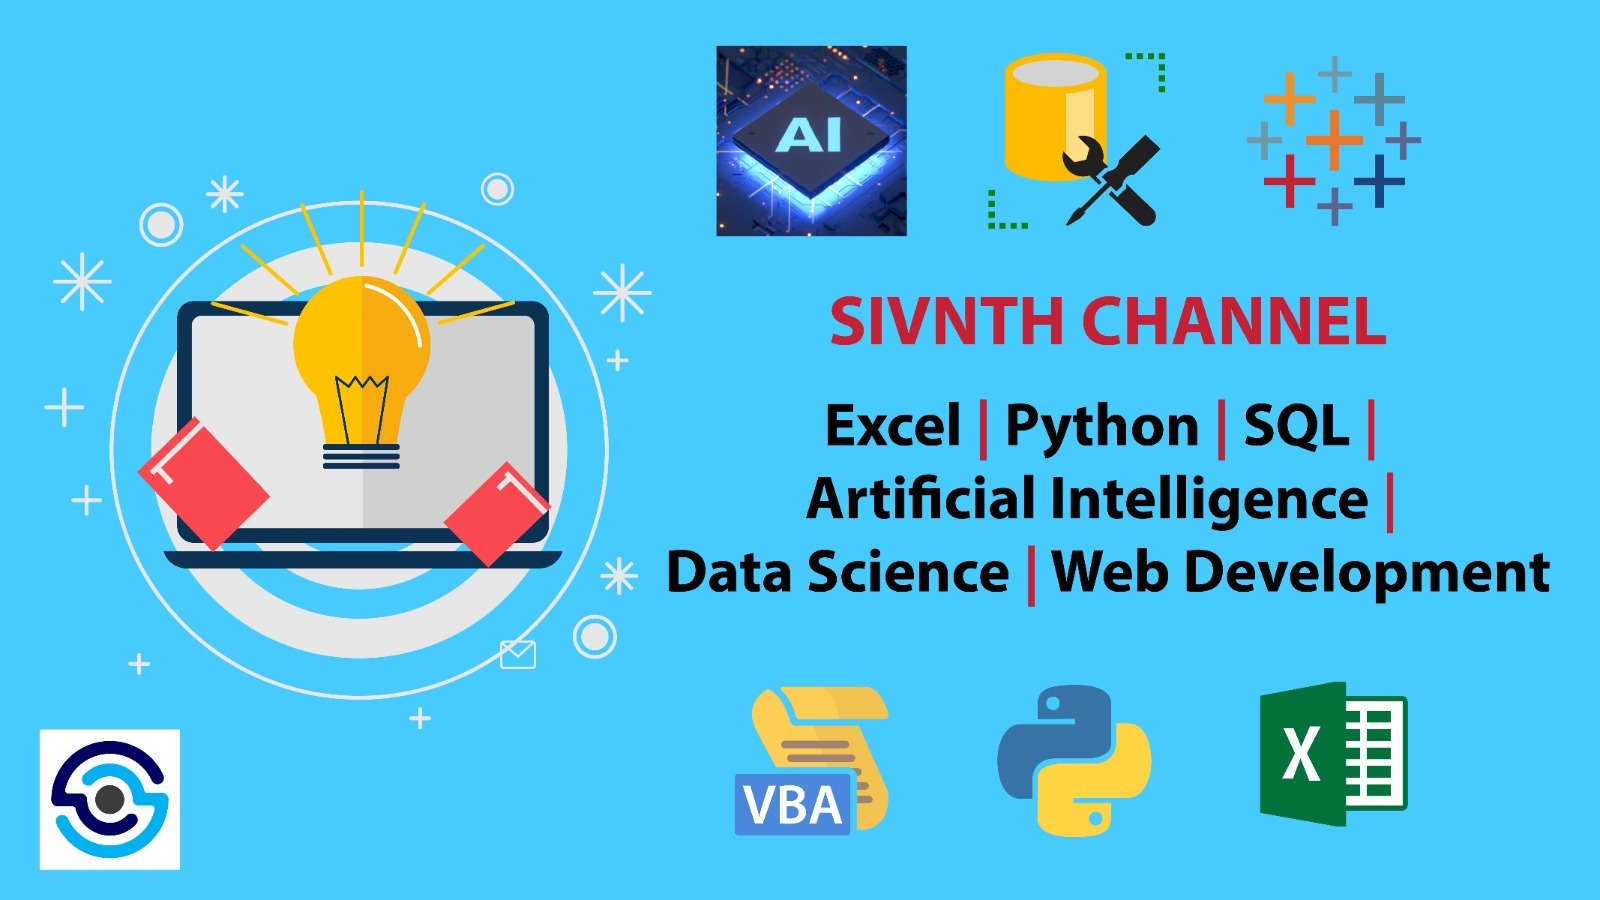 AI
SIVNTH CHANNEL
Excel | Python | SQL |
Artificial Intelligence |
Data Science | Web Development
VBA
X